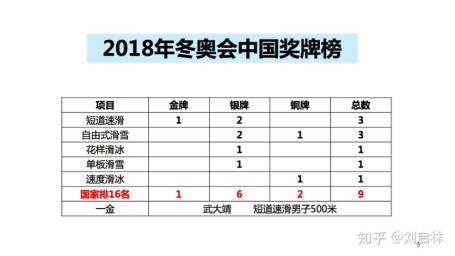 2018年冬奥会中国奖牌榜
项目 金牌 银牌 铜牌 总数
短道速滑 1 2 3
自由式滑雪 2 1 3
花样滑冰 1 1
单板滑雪 1 1
速度滑冰 1 1
国家排16名 1 6 2 9
一金 武大靖 短道速滑男子500米
知乎 @刘启林
9